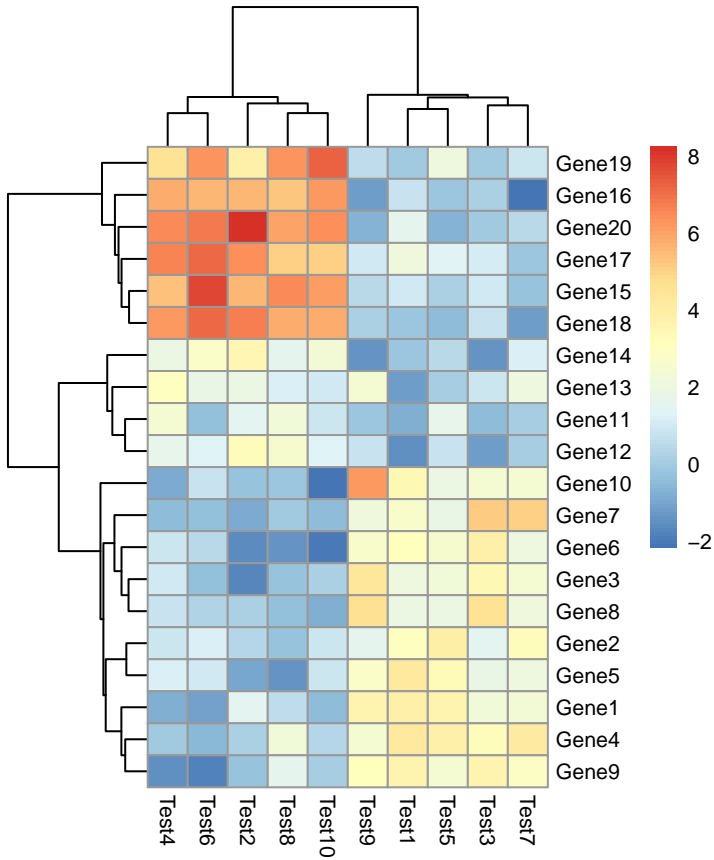 Gene19
Gene16
Gene20
Gene17
Gene15
Gene18
Gene14
Gene13
Gene11
Gene12
Gene10
Gene7
Gene6
Gene3
Gene8
Gene2
Gene5
Gene1
Gene4
Gene9
Test4
Test6
Test2
Test8
Test10
Test9
Test1
Test5
Test3
Test7
8
6
4
2
0
−2